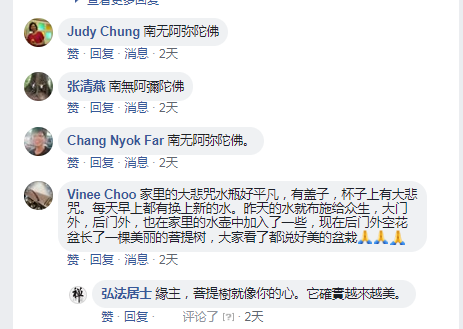 查看更多回复
Judy Chung 南无阿弥陀佛
赞 · 回复 · 消息 · 2天
张清燕 南無阿彌陀佛
赞 · 回复 · 消息 · 2天
Chang Nyok Far 南无阿弥陀佛。
赞 · 回复 · 消息 · 2天
Vinee Choo 家里的大悲咒水瓶好平凡，有盖子，杯子上有大悲
咒。每天早上都有换上新的水。昨天的水就布施给众生，大门
外，后门外，也在家里的水壶中加入了一些，现在后门外空花
盆长了一棵美丽的菩提树，大家看了都说好美的盆栽🙏🙏🙏
赞 · 回复 · 消息 · 2天
禅
弘法居士 緣主，菩提樹就像你的心。它確實越來越美。
赞 · 回复 · 评论了 [?] · 2天